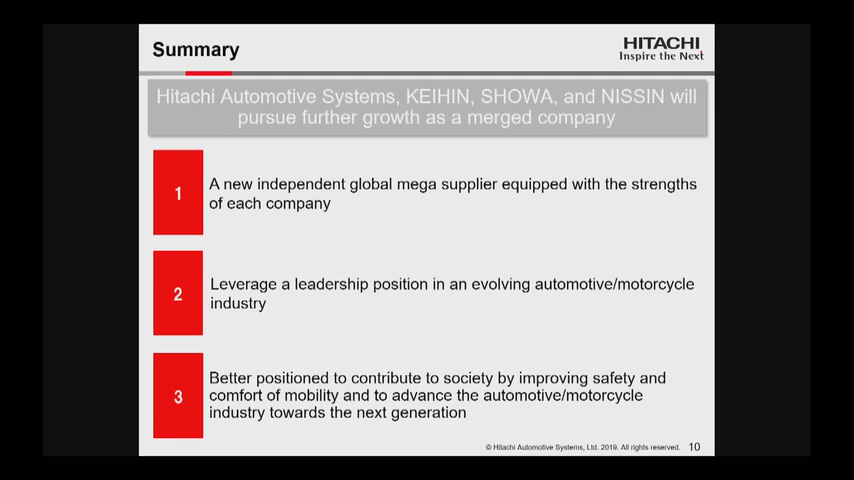 Summary
HITACHI
Inspire the Next
Hitachi Automotive Systems, KEIHIN, SHOWA, and NISSIN will
pursue further growth as a merged company
1
A new independent global mega supplier equipped with the strengths
of each company
2
Leverage a leadership position in an evolving automotive/motorcycle
industry
3
Better positioned to contribute to society by improving safety and
comfort of mobility and to advance the automotive/motorcycle
industry towards the next generation
© Hitachi Automotive Systems, Ltd. 2019. All rights reserved. 10